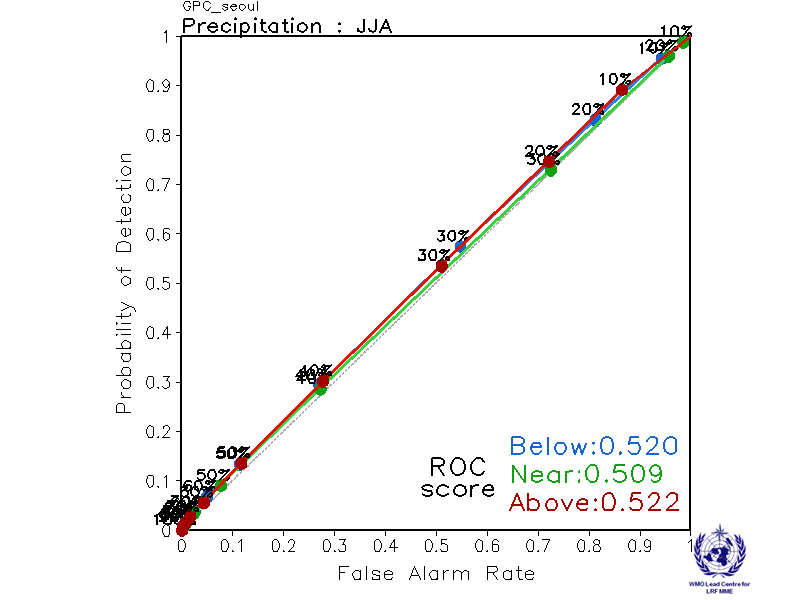 GPC_seoul
Precipitation : JJA
1
0.9
0.8
0.7
0.6
0.5
0.4
0.3
0.2
0.1
0
Probability of Detection
10%
10%
20%
10%
20%
20%
30%
30%
30%
40%
50%
50%
60%
ROC
score
Below:0.520
Near:0.509
Above:0.522
0 0.1 0.2 0.3 0.4 0.5 0.6 0.7 0.8 0.9 1
False Alarm Rate
WMO Lead Centre for
LRF MME